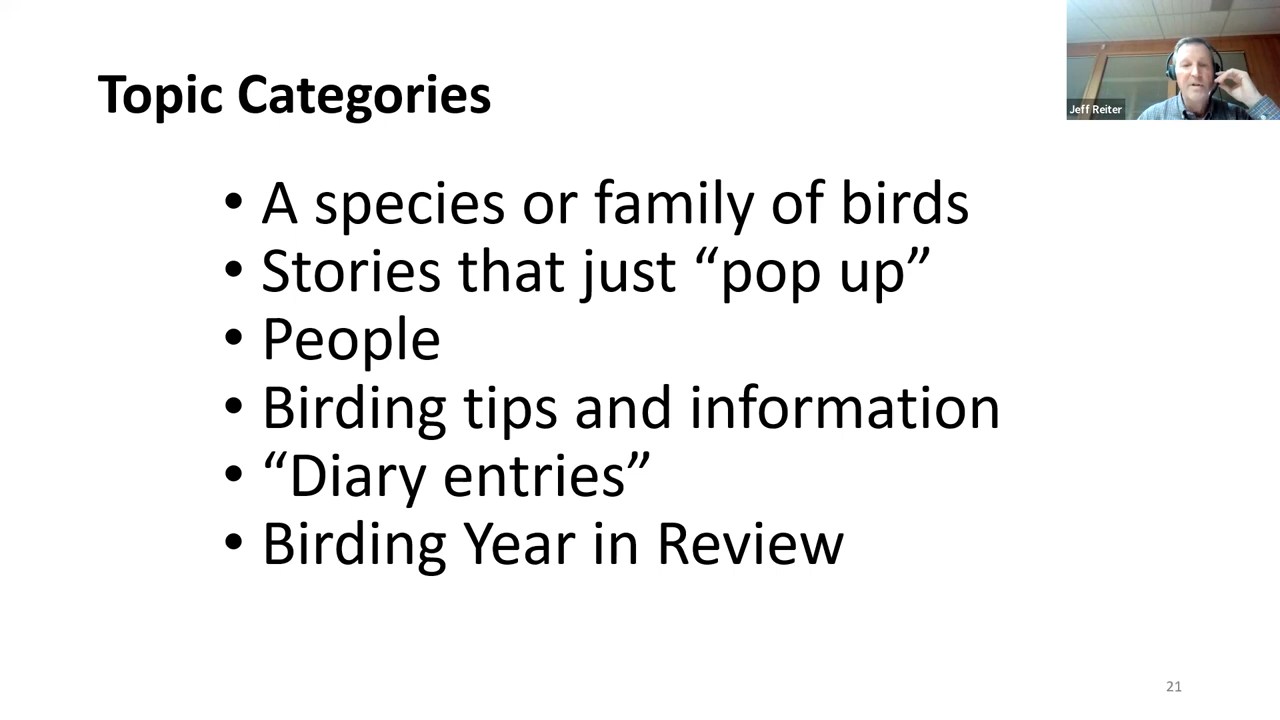 Topic Categories
Jeff Reiter
• A species or family of birds
• Stories that just “pop up”
• People
• Birding tips and information
• “Diary entries”
• Birding Year in Review
21